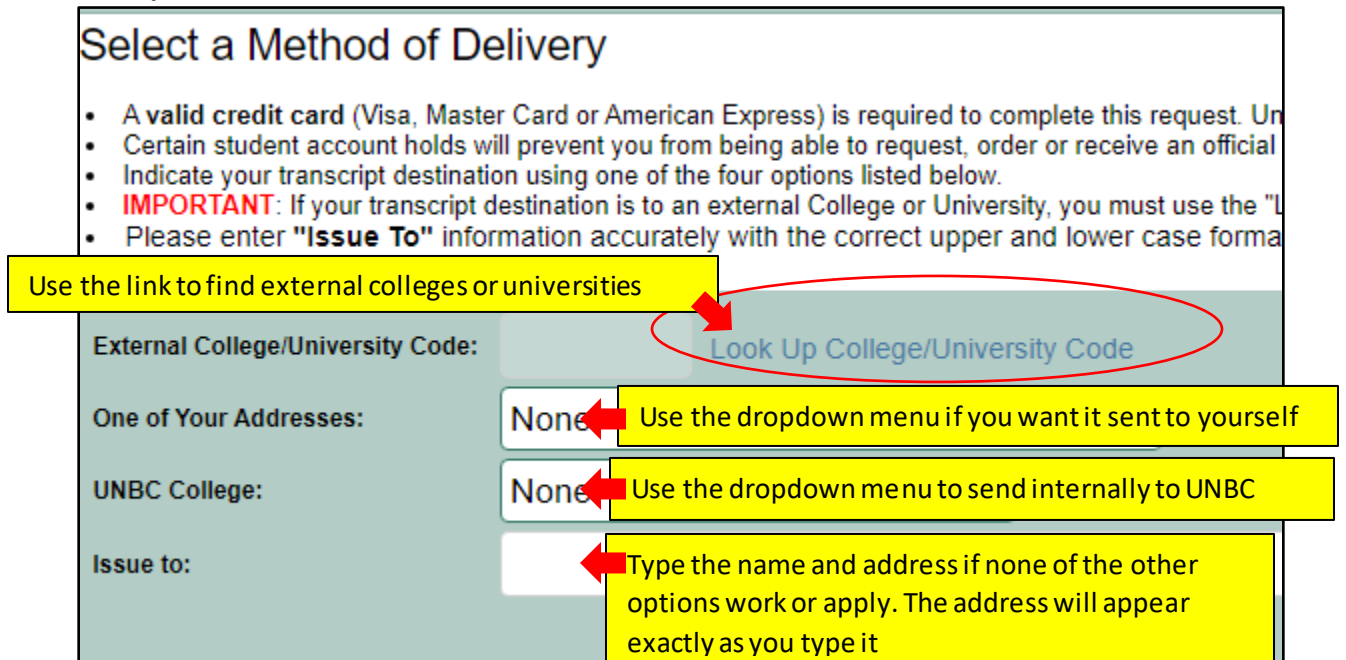 Select a Method of Delivery
• A valid credit card (Visa, Master Card or American Express) is required to complete this request. Un
• Certain student account holds will prevent you from being able to request, order or receive an official
• Indicate your transcript destination using one of the four options listed below.
• IMPORTANT: If your transcript destination is to an external College or University, you must use the "L
• Please enter "Issue To" information accurately with the correct upper and lower case forma
Use the link to find external colleges or universities
External College/University Code: Look Up College/University Code
One of Your Addresses: None Use the dropdown menu if you want it sent to yourself
UNBC College: None Use the dropdown menu to send internally to UNBC
Issue to: Type the name and address if none of the other
options work or apply. The address will appear
exactly as you type it